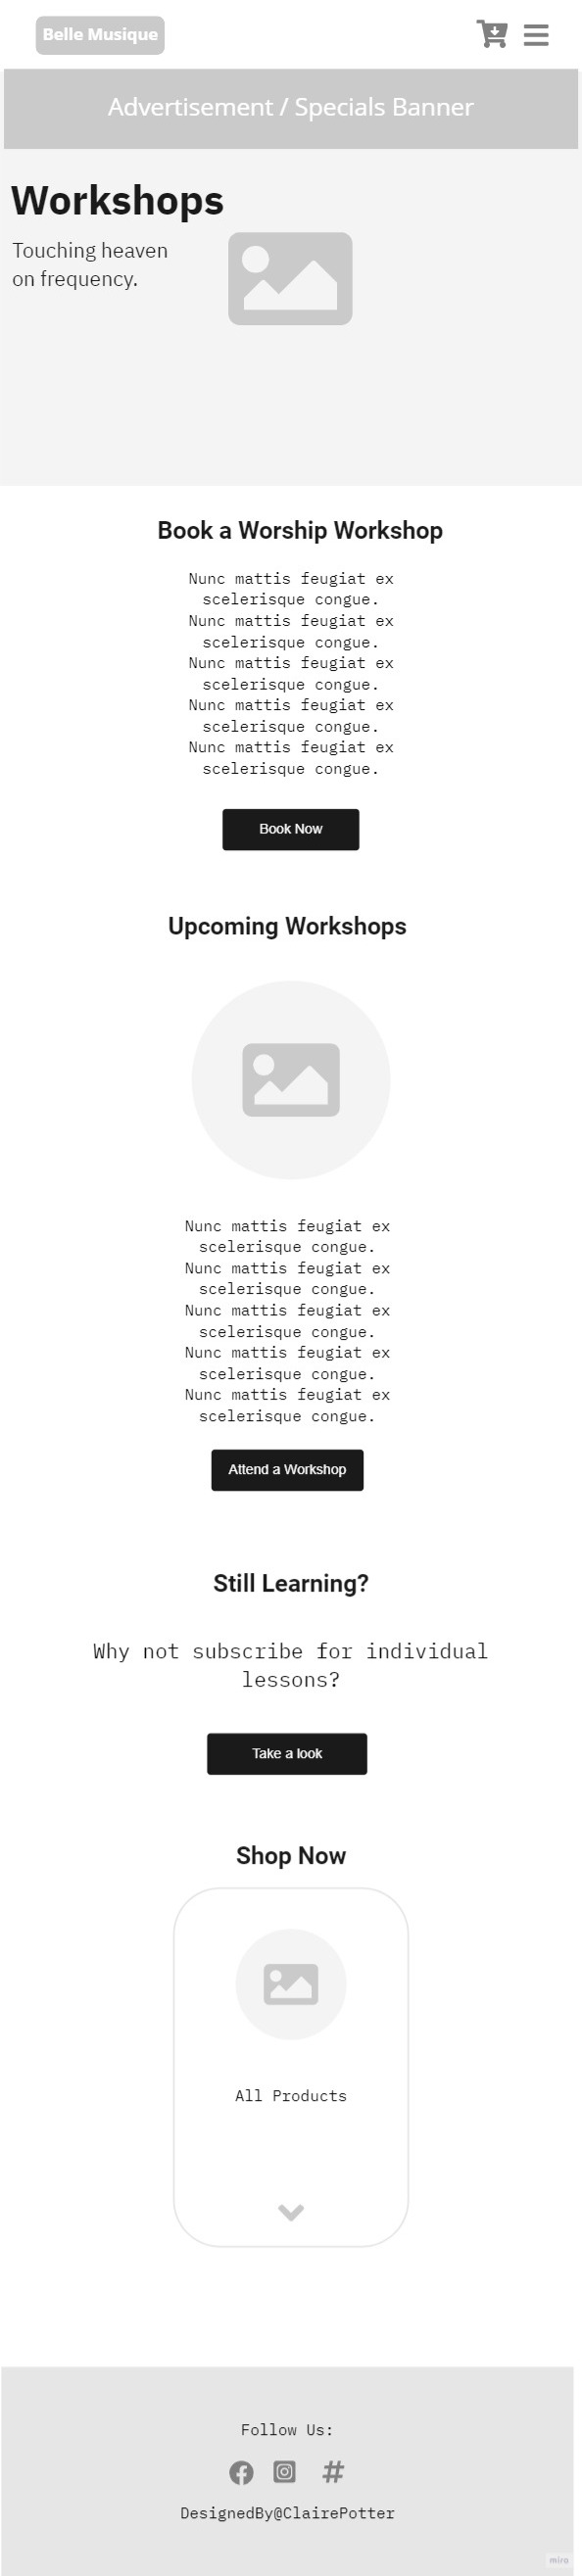 Belle Musique
Advertisement / Specials Banner
Workshops
Touching heaven
on frequency.
Book a Worship Workshop
Nunc mattis feugiat ex
scelerisque congue.
Nunc mattis feugiat ex
scelerisque congue.
Nunc mattis feugiat ex
scelerisque congue.
Nunc mattis feugiat ex
scelerisque congue.
Nunc mattis feugiat ex
scelerisque congue.
Book Now
Upcoming Workshops
Nunc mattis feugiat ex
scelerisque congue.
Nunc mattis feugiat ex
scelerisque congue.
Nunc mattis feugiat ex
scelerisque congue.
Nunc mattis feugiat ex
scelerisque congue.
Nunc mattis feugiat ex
scelerisque congue.
Attend a Workshop
Still Learning?
Why not subscribe for individual
lessons?
Take a look
Shop Now
All Products
Follow Us:
#
DesignedBy@ClairePotter
miro